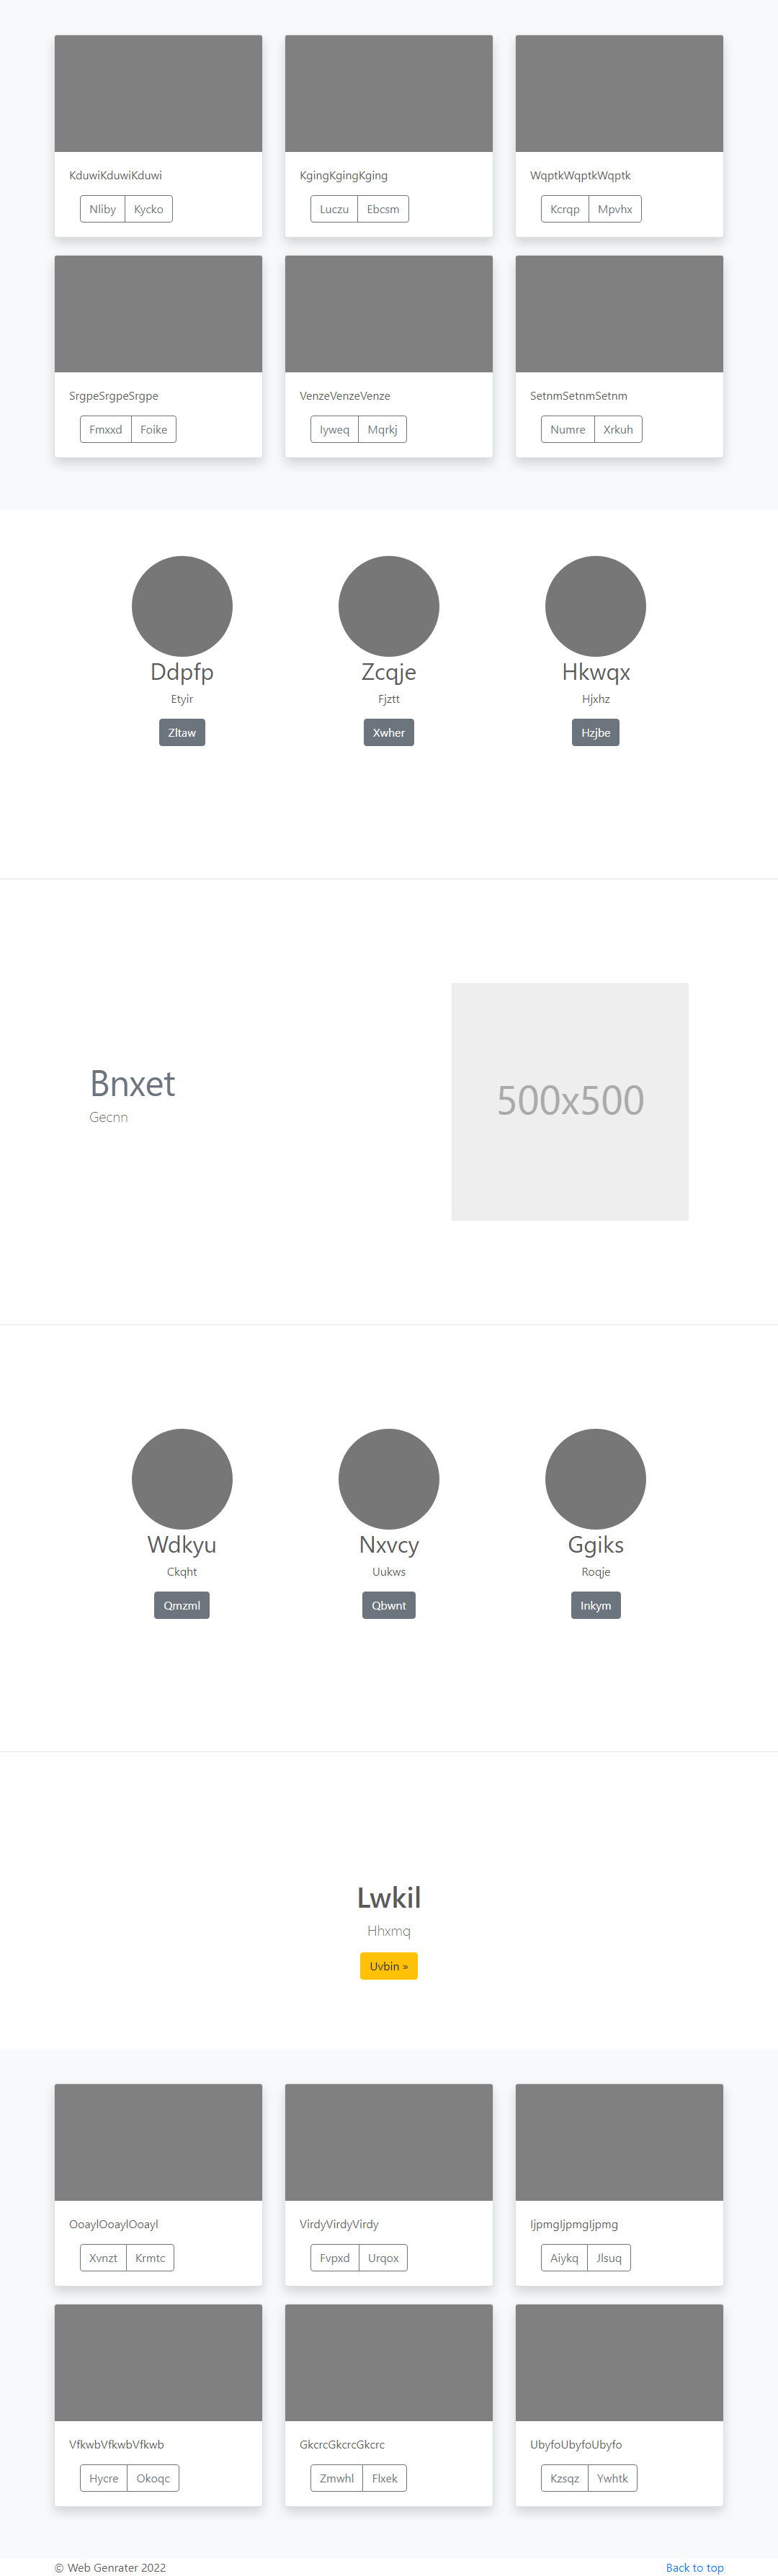 KduwiKduwiKduwi KgingKgingKging WqptkWqptkWqptk
Nliby Kycko Luczu Ebcsm Kcrqp Mpvhx
SrgpeSrgpeSrgpe VenzeVenzeVenze SetnmSetnmSetnm
Fmxxd Foike Iyweq Mqrkj Numre Xrkuh
Ddpfp Zcqje Hkwqx
Etyir Fjztt Hjxhz
Zltaw Xwher Hzjbe
Bnxet
Gecnn
500x500
Wdkyu Nxvcy Ggiks
Ckqht Uukws Roqje
Qmzml Qbwnt Inkym
Lwkil
Hhxmq
Uvbin »
OoaylOoaylOoayl VirdyVirdyVirdy IjpmgIjpmgIjpmg
Xvnzt Krmtc Fvpxd Urqox Aiykq Jlsuq
VfkwbVfkwbVfkwb GkcrcGkcrcGkcrc UbyfoUbyfoUbyfo
Hycre Okoqc Zmwhl Flxek Kzsqz Ywhtk
© Web Genrater 2022 Back to top